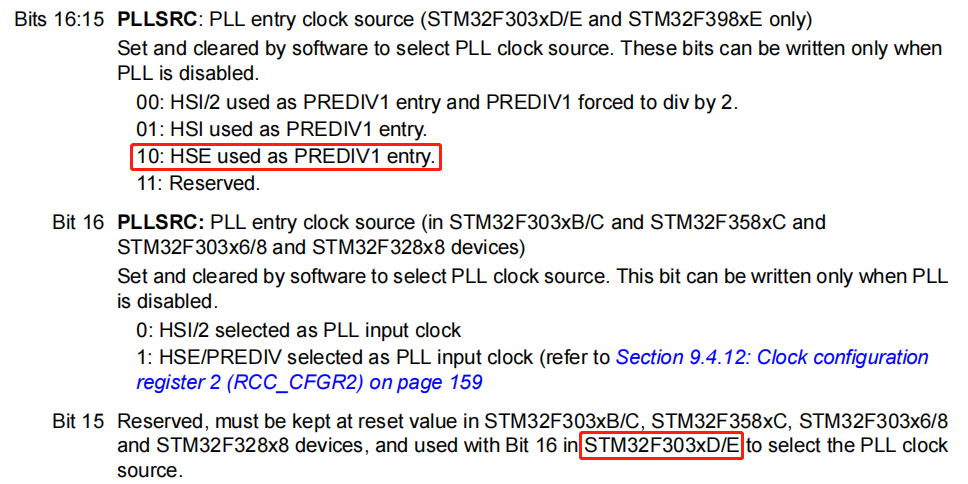 Bits 16:15 PLLSRC: PLL entry clock source (STM32F303xD/E and STM32F398xE only)
Set and cleared by software to select PLL clock source. These bits can be written only when
PLL is disabled.
00: HSI/2 used as PREDIV1 entry and PREDIV1 forced to div by 2.
01: HSI used as PREDIV1 entry.
10: HSE used as PREDIV1 entry.
11: Reserved.
Bit 16 PLLSRC: PLL entry clock source (in STM32F303xB/C and STM32F358xC and
STM32F303x6/8 and STM32F328x8 devices)
Set and cleared by software to select PLL clock source. This bit can be written only when PLL
is disabled.
0: HSI/2 selected as PLL input clock
1: HSE/PREDIV selected as PLL input clock (refer to Section 9.4.12: Clock configuration
register 2 (RCC_CFGR2) on page 159
Bit 15 Reserved, must be kept at reset value in STM32F303xB/C, STM32F358xC, STM32F303x6/8
and STM32F328x8 devices, and used with Bit 16 in STM32F303xD/E to select the PLL clock
source.